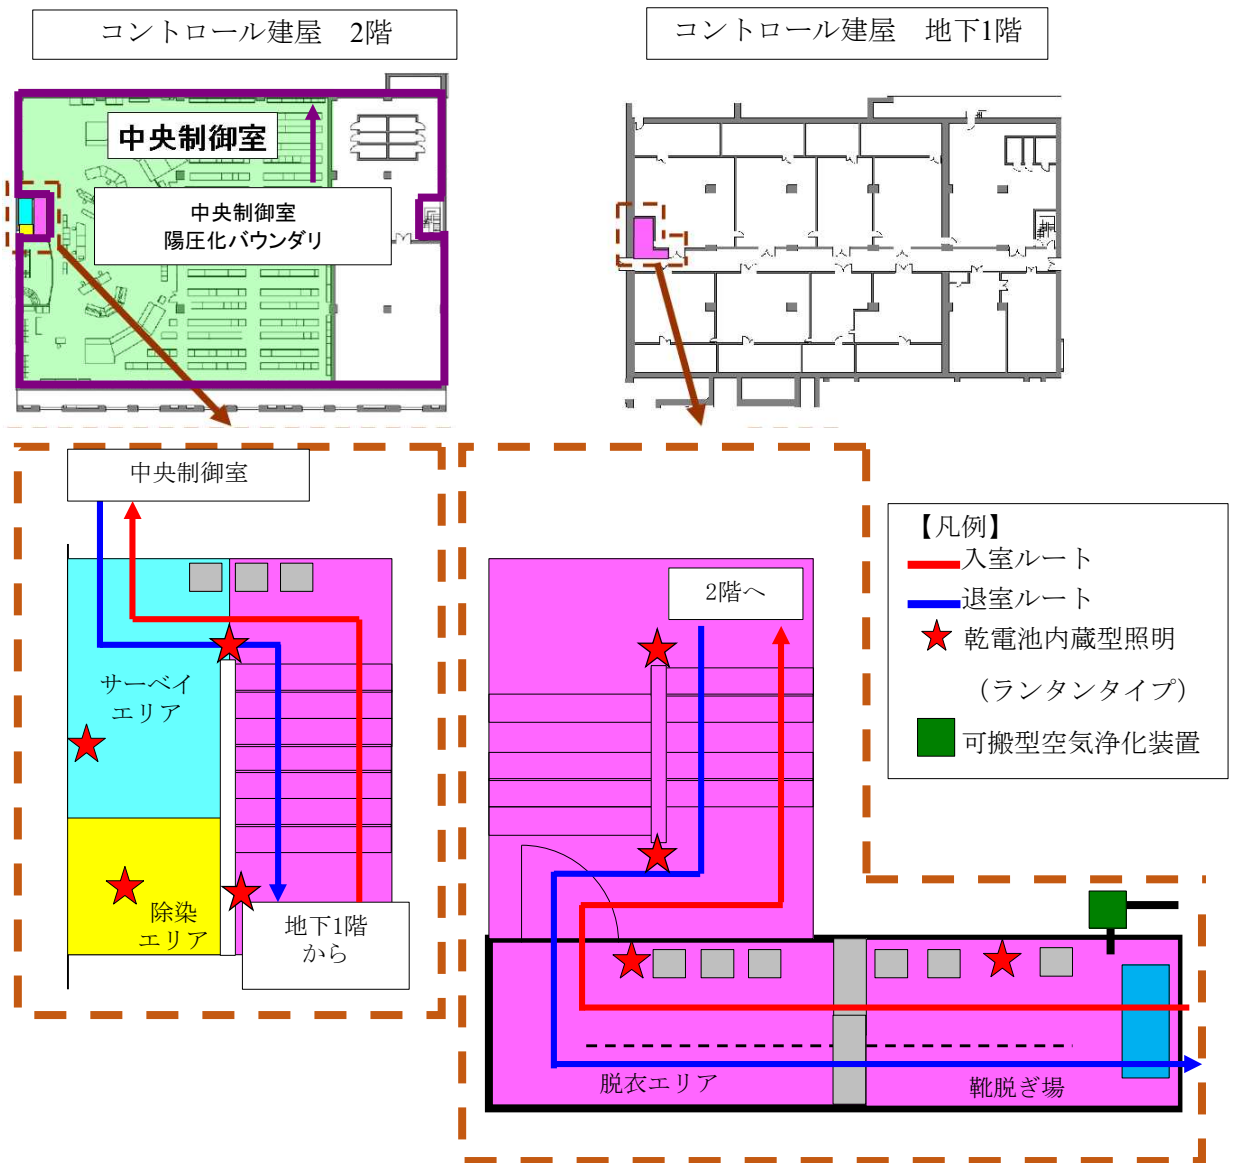 コントロール建屋　2階
コントロール建屋　地下1階
中央制御室
中央制御室
陽圧化バウンダリ
中央制御室
サーベイ
エリア
除染
エリア
地下1階
から
2階へ
脱衣エリア
靴脱ぎ場
【凡例】
入室ルート
退室ルート
乾電池内蔵型照明
（ランタンタイプ）
可搬型空気浄化装置